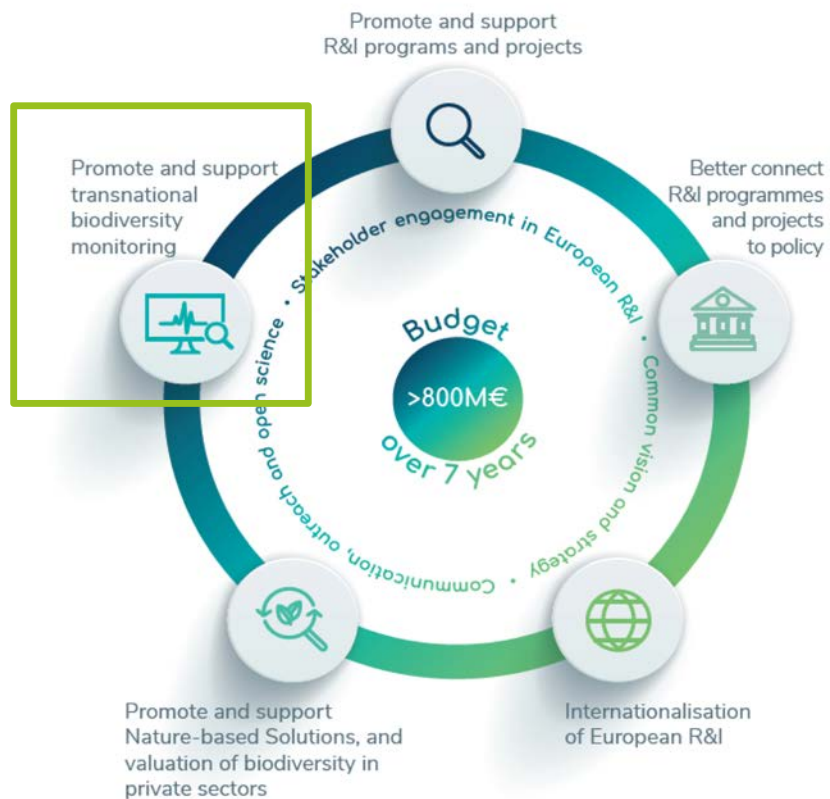 Promote and support
R&I programs and projects
Promote and support
transnational
biodiversity
monitoring
Better connect
R&I programmes
and projects
to policy
Stakeholder engagement in European R&I • Common vision and strategy • Communication, outreach and open science •
Budget
>800M€
over 7 years
Promote and support
Nature-based Solutions, and
valuation of biodiversity in
private sectors
Internationalisation
of European R&I